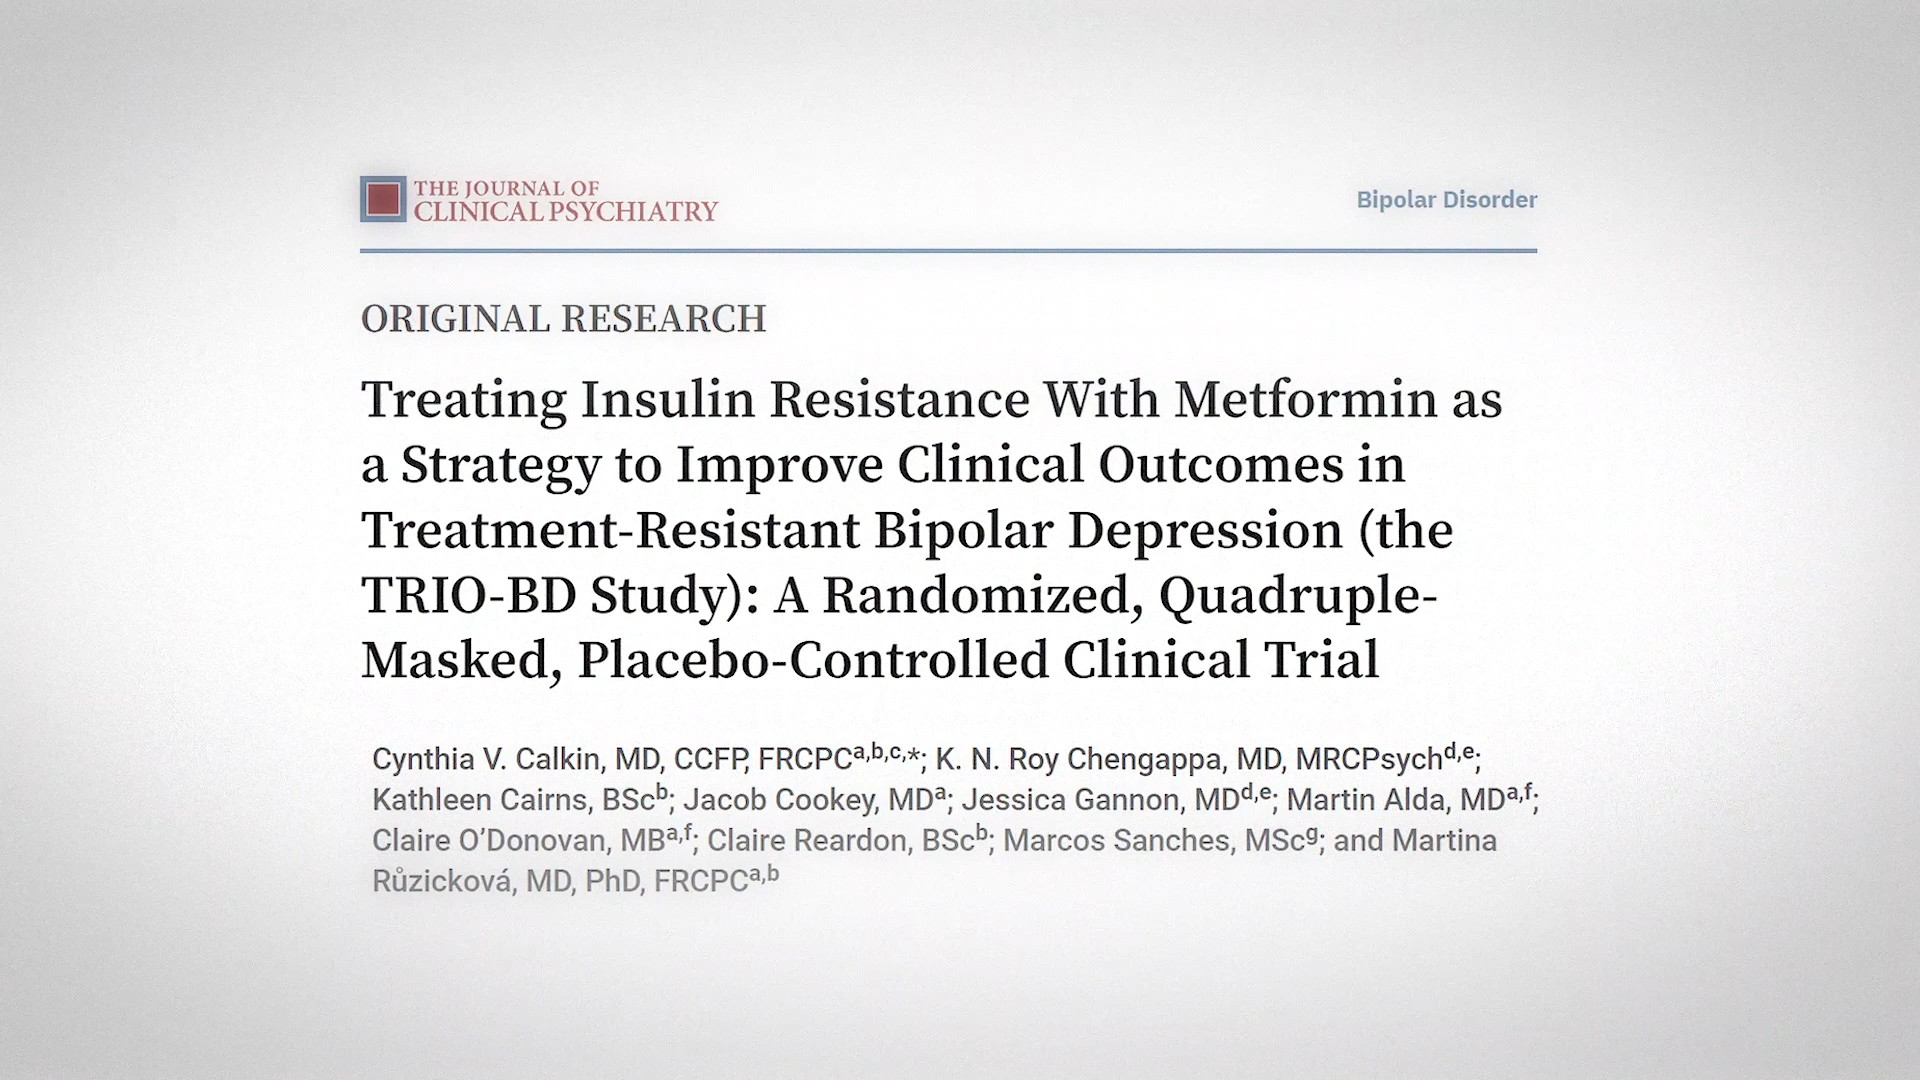 THE JOURNAL OF
CLINICAL PSYCHIATRY
Bipolar Disorder
ORIGINAL RESEARCH
Treating Insulin Resistance With Metformin as
a Strategy to Improve Clinical Outcomes in
Treatment-Resistant Bipolar Depression (the
TRIO-BD Study): A Randomized, Quadruple-
Masked, Placebo-Controlled Clinical Trial
Cynthia V. Calkin, MD, CCFP, FRCPCa,b,c,*; K. N. Roy Chengappa, MD, MRCPsychd,e;
Kathleen Cairns, BScb; Jacob Cookey, MDa; Jessica Gannon, MDd,e; Martin Alda, MDa,f;
Claire O’Donovan, MBa,f; Claire Reardon, BScb; Marcos Sanches, MScg; and Martina
Růzicková, MD, PhD, FRCPCa,b